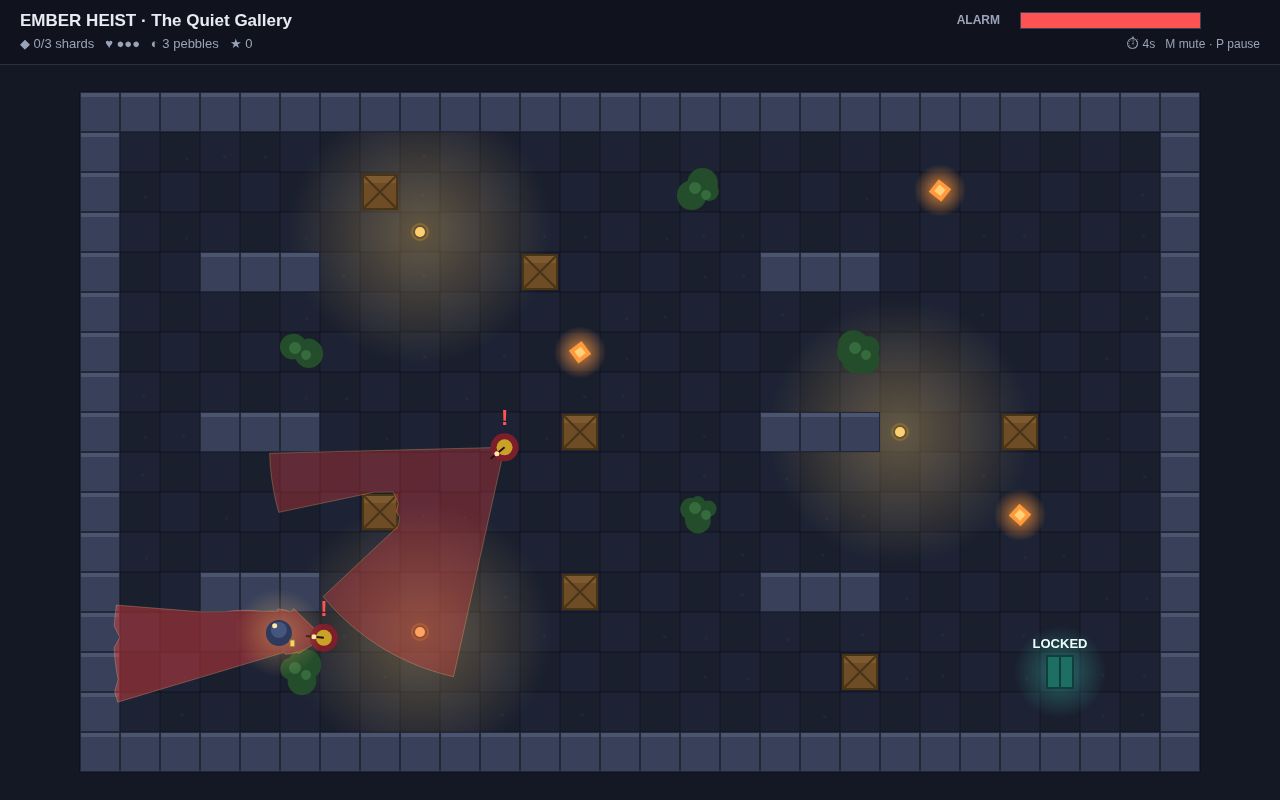 EMBER HEIST · The Quiet Gallery
ALARM
◆ 0/3 shards ♥ ●●● ◖ 3 pebbles ★ 0
⏱ 4s M mute · P pause
!
!
LOCKED